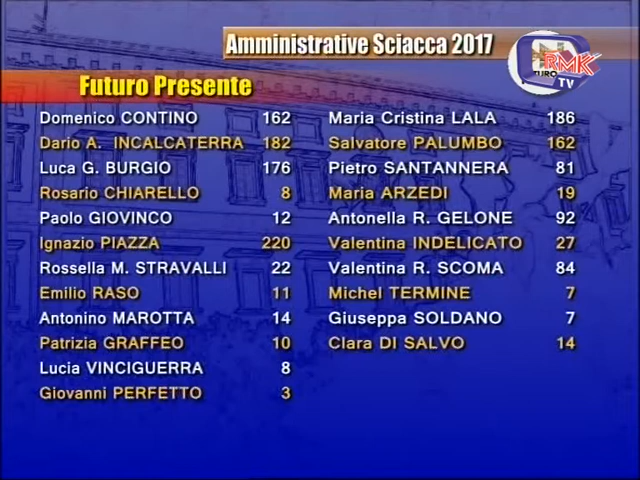 Amministrative Sciacca 2017
RMK
TV
Futuro Presente
Domenico CONTINO 162
Dario A. INCALCATERRA 182
Luca G. BURGIO 176
Rosario CHIARELLO 8
Paolo GIOVINCO 12
Ignazio PIAZZA 220
Rossella M. STRAVALLI 22
Emilio RASO 11
Antonino MAROTTA 14
Patrizia GRAFFEO 10
Lucia VINCIGUERRA 8
Giovanni PERFETTO 3
Maria Cristina LALA 186
Salvatore PALUMBO 162
Pietro SANTANNERA 81
Maria ARZEDI 19
Antonella R. GELONE 92
Valentina INDELICATO 27
Valentina R. SCOMA 84
Michel TERMINE 7
Giuseppa SOLDANO 7
Clara DI SALVO 14